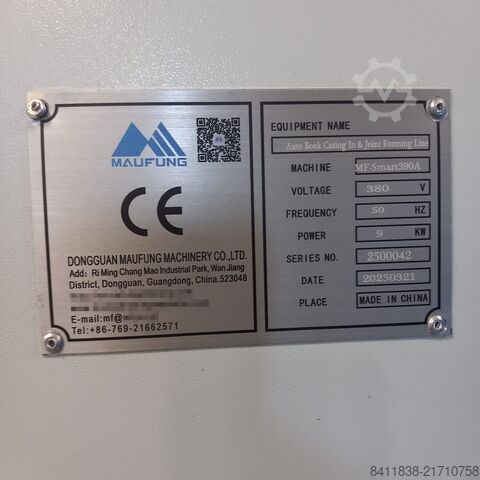 MAUFUNG
CE
DONGGUAN MAUFUNG MACHINERY CO.,LTD.
Add: Ri Ming Chang Mao Industrial Park, Wan Jiang
District, Dongguan, Guangdong, China.523048
E-mail:mf@
Tel:+86-769-21662571
EQUIPMENT NAME
Auto Book Casing In & Joint Forming Line
MACHINE MF-Smart390A
VOLTAGE 380 V
FREQUENCY 50 HZ
POWER 9 KW
SERIES NO. 2500042
DATE 20250321
PLACE MADE IN CHINA
8411838-21710758